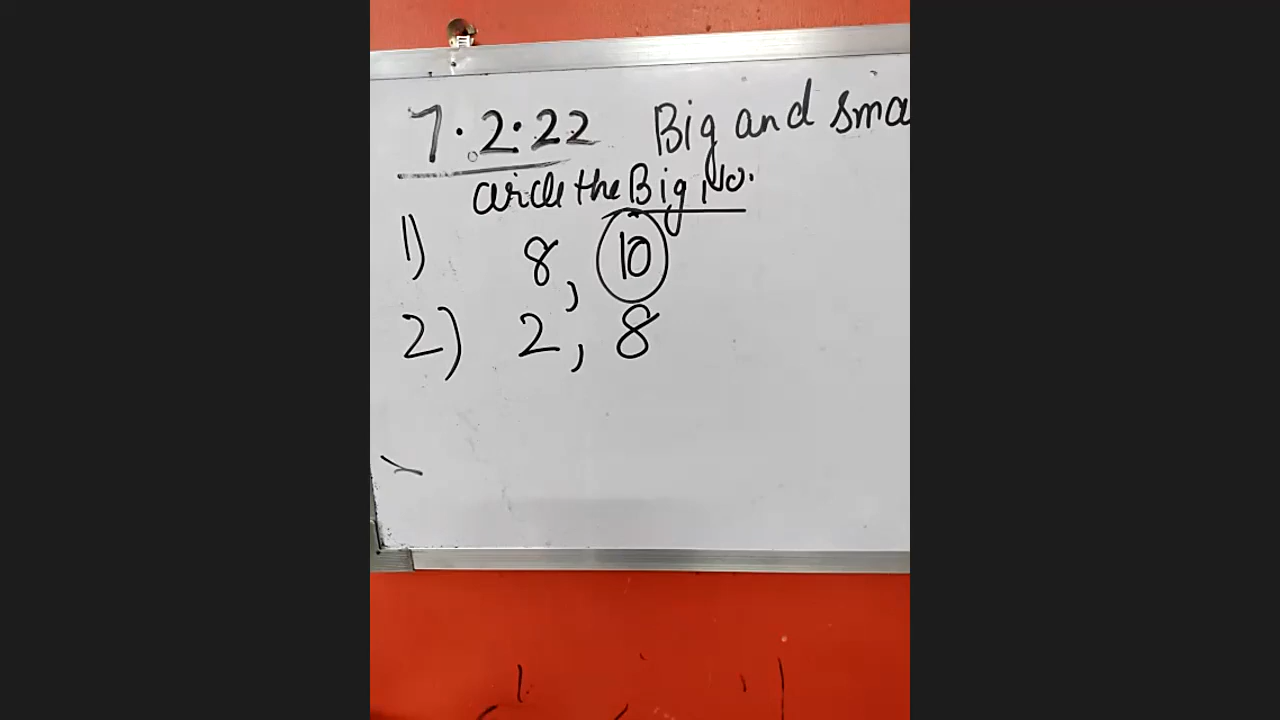 7.2.22 Big and sma
circle the Big No.
1) 8, 10
2) 2, 8